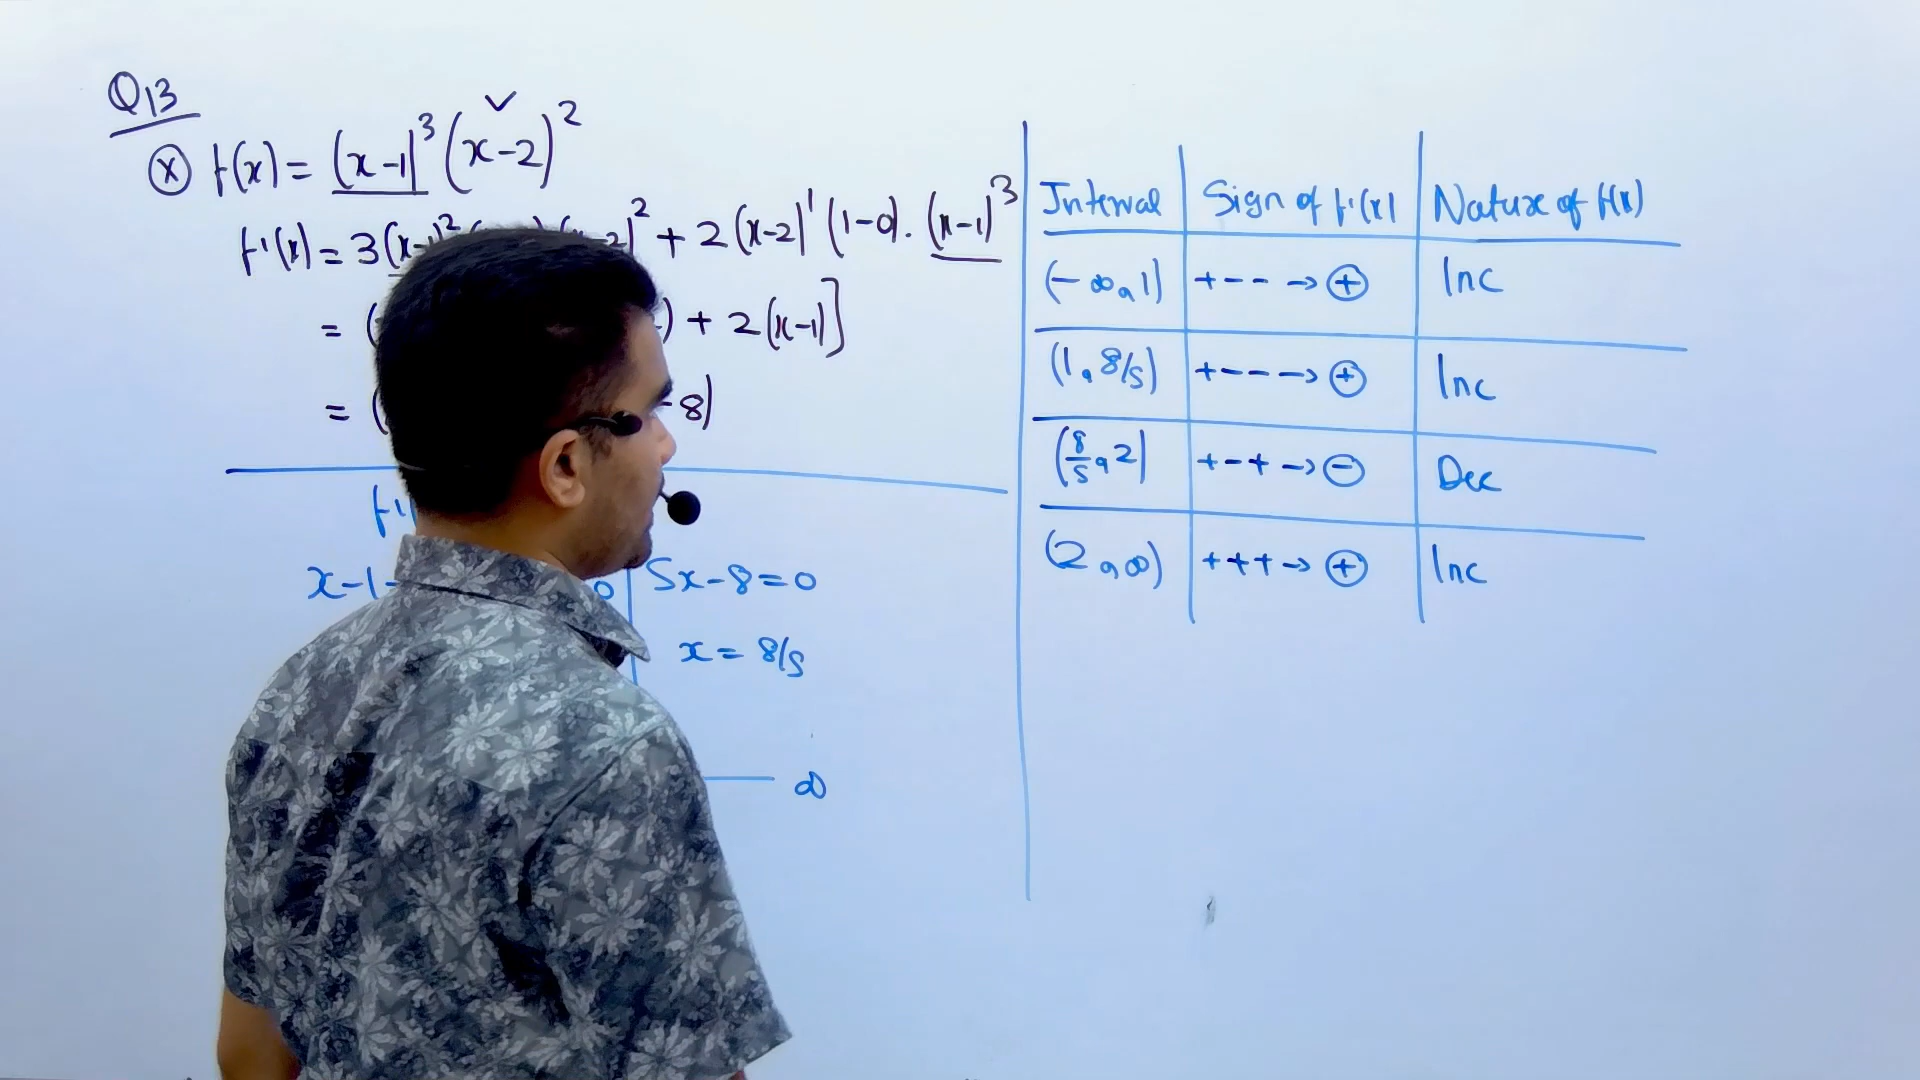 Q13
(x) f(x) = (x-1)^3 (x-2)^2
f'(x) = 3(x-1)^2 -2)^2 + 2(x-2)^1 (1-0). (x-1)^3
= ( ) + 2(x-1)]
= ( -8)
f'
x-1- 0 | 5x-8=0
x = 8/5
∞
Interval | Sign of f'(x) | Nature of f(x)
(-∞,1) | +-- → ⊕ | Inc
(1,8/5) | +-- → ⊕ | Inc
(8/5,2) | +-+ → ⊖ | Dec
(2,∞) | +++ → ⊕ | Inc